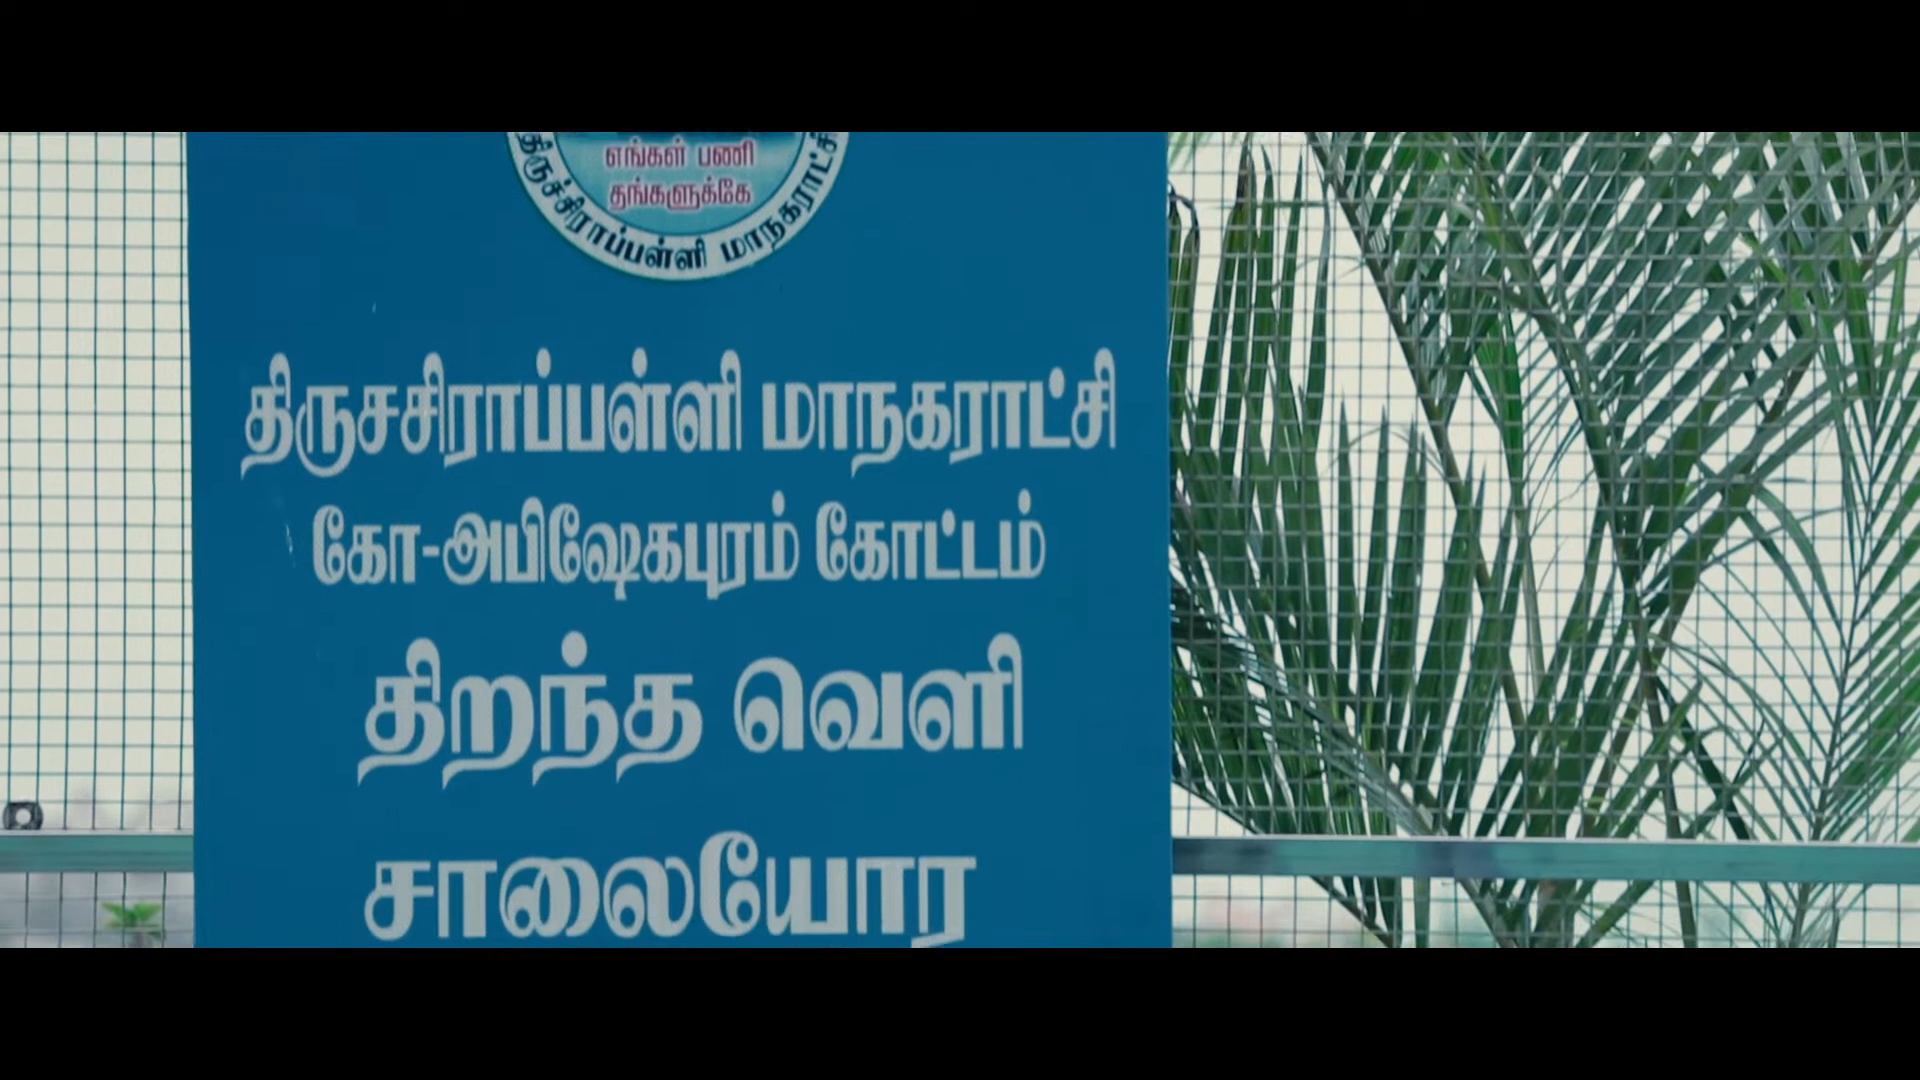 எங்கள் பணி
தங்களுக்கே
திருச்சிராப்பள்ளி மாநகராட்சி
திருசசிராப்பள்ளி மாநகராட்சி
கோ-அபிஷேகபுரம் கோட்டம்
திறந்த வெளி
சாலையோர